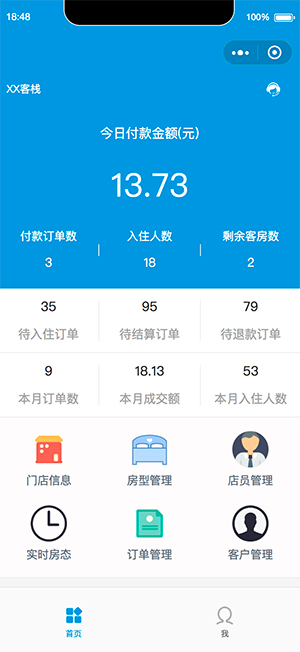 18:48 100%
XX客栈
今日付款金额(元)
13.73
付款订单数 入住人数 剩余客房数
3 18 2
35 95 79
待入住订单 待结算订单 待退款订单
9 18.13 53
本月订单数 本月成交额 本月入住人数
门店信息 房型管理 店员管理
实时房态 订单管理 客户管理
首页 我